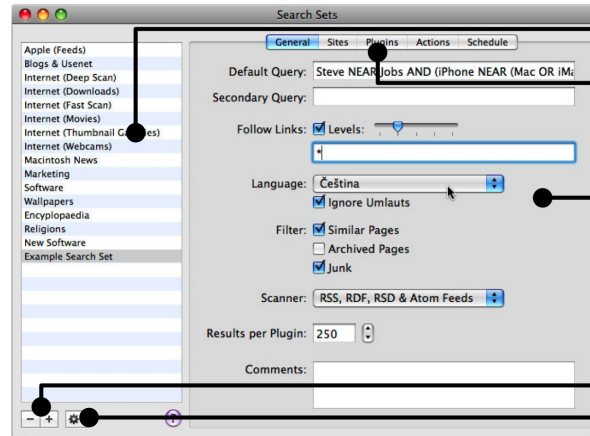 Search Sets
General Sites Plugins Actions Schedule
Apple (Feeds)
Blogs & Usenet
Internet (Deep Scan)
Internet (Downloads)
Internet (Fast Scan)
Internet (Movies)
Internet (Thumbnail
Internet (Webcams)
Macintosh News
Marketing
Software
Wallpapers
Encyplopaedia
Religions
New Software
Example Search Set
Default Query: Steve NEAR Jobs AND (iPhone NEAR (Mac OR iMa
Secondary Query:
Follow Links: Levels:
*
Language: Čeština
Ignore Umlauts
Filter: Similar Pages
Archived Pages
Junk
Scanner: RSS, RDF, RSD & Atom Feeds
Results per Plugin: 250
Comments:
- + ?